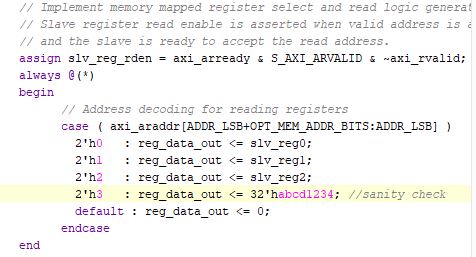 // Implement memory mapped register select and read logic generat
// Slave register read enable is asserted when valid address is a
// and the slave is ready to accept the read address.
assign slv_reg_rden = axi_arready & S_AXI_ARVALID & ~axi_rvalid;
always @(*)
begin
// Address decoding for reading registers
case ( axi_araddr[ADDR_LSB+OPT_MEM_ADDR_BITS:ADDR_LSB] )
2'h0 : reg_data_out <= slv_reg0;
2'h1 : reg_data_out <= slv_reg1;
2'h2 : reg_data_out <= slv_reg2;
2'h3 : reg_data_out <= 32'habcd1234; //sanity check
default : reg_data_out <= 0;
endcase
end